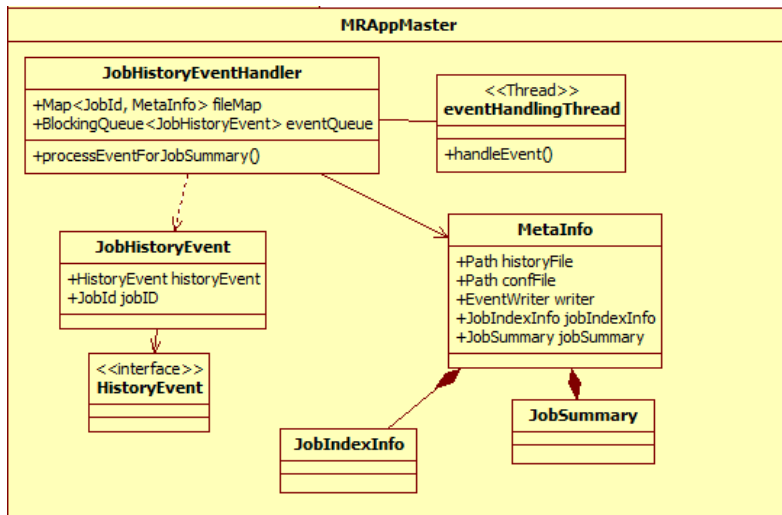 MRAppMaster
JobHistoryEventHandler
+Map<JobId, MetaInfo> fileMap
+BlockingQueue<JobHistoryEvent> eventQueue
+processEventForJobSummary()
<<Thread>>
eventHandlingThread
+handleEvent()
JobHistoryEvent
+HistoryEvent historyEvent
+JobId jobID
MetaInfo
+Path historyFile
+Path confFile
+EventWriter writer
+JobIndexInfo jobIndexInfo
+JobSummary jobSummary
<<interface>>
HistoryEvent
JobIndexInfo
JobSummary